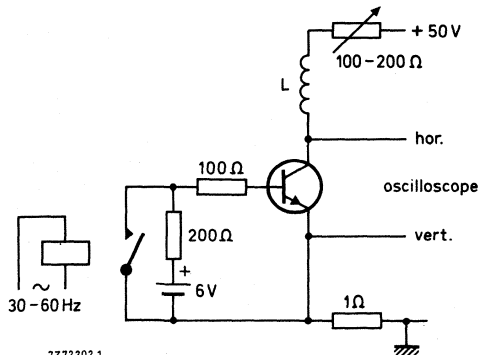 + 50 V
100 – 200 Ω
L
hor.
100 Ω
oscilloscope
200 Ω
vert.
+
6 V
~
30 – 60 Hz
1 Ω